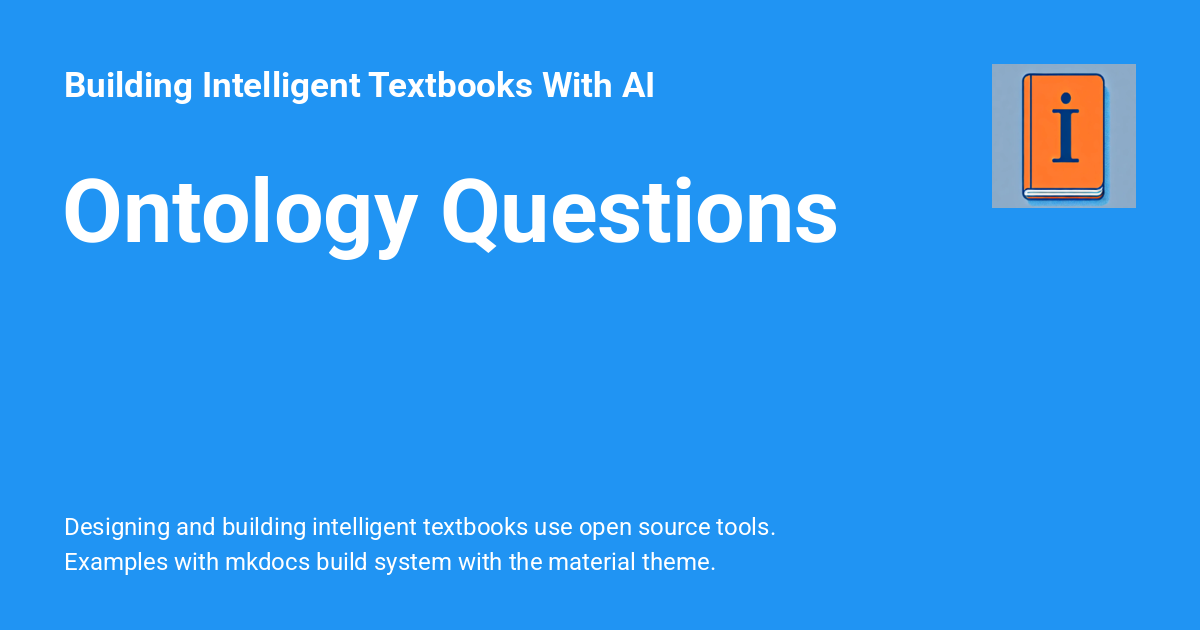 Building Intelligent Textbooks With AI
Ontology Questions
i
Designing and building intelligent textbooks use open source tools.
Examples with mkdocs build system with the material theme.